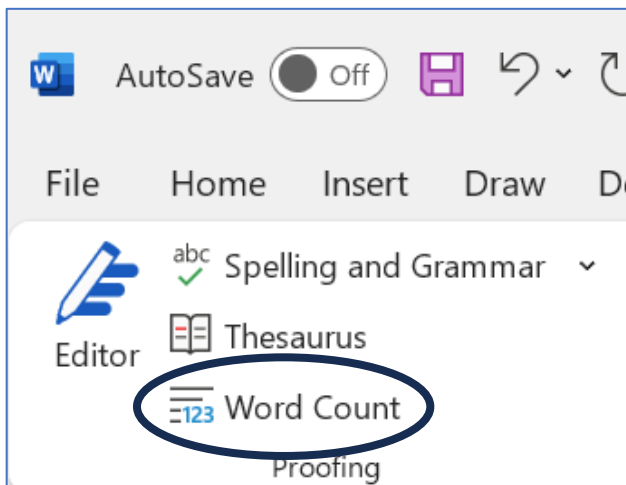 W AutoSave Off
File Home Insert Draw
abc Spelling and Grammar
Thesaurus
Editor
123 Word Count
Proofing